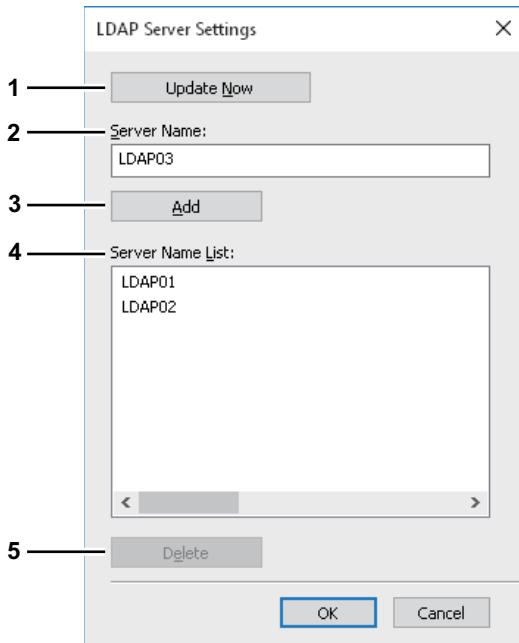 LDAP Server Settings
1 Update Now
2 Server Name:
LDAP03
3 Add
4 Server Name List:
LDAP01
LDAP02
5 Delete
OK Cancel